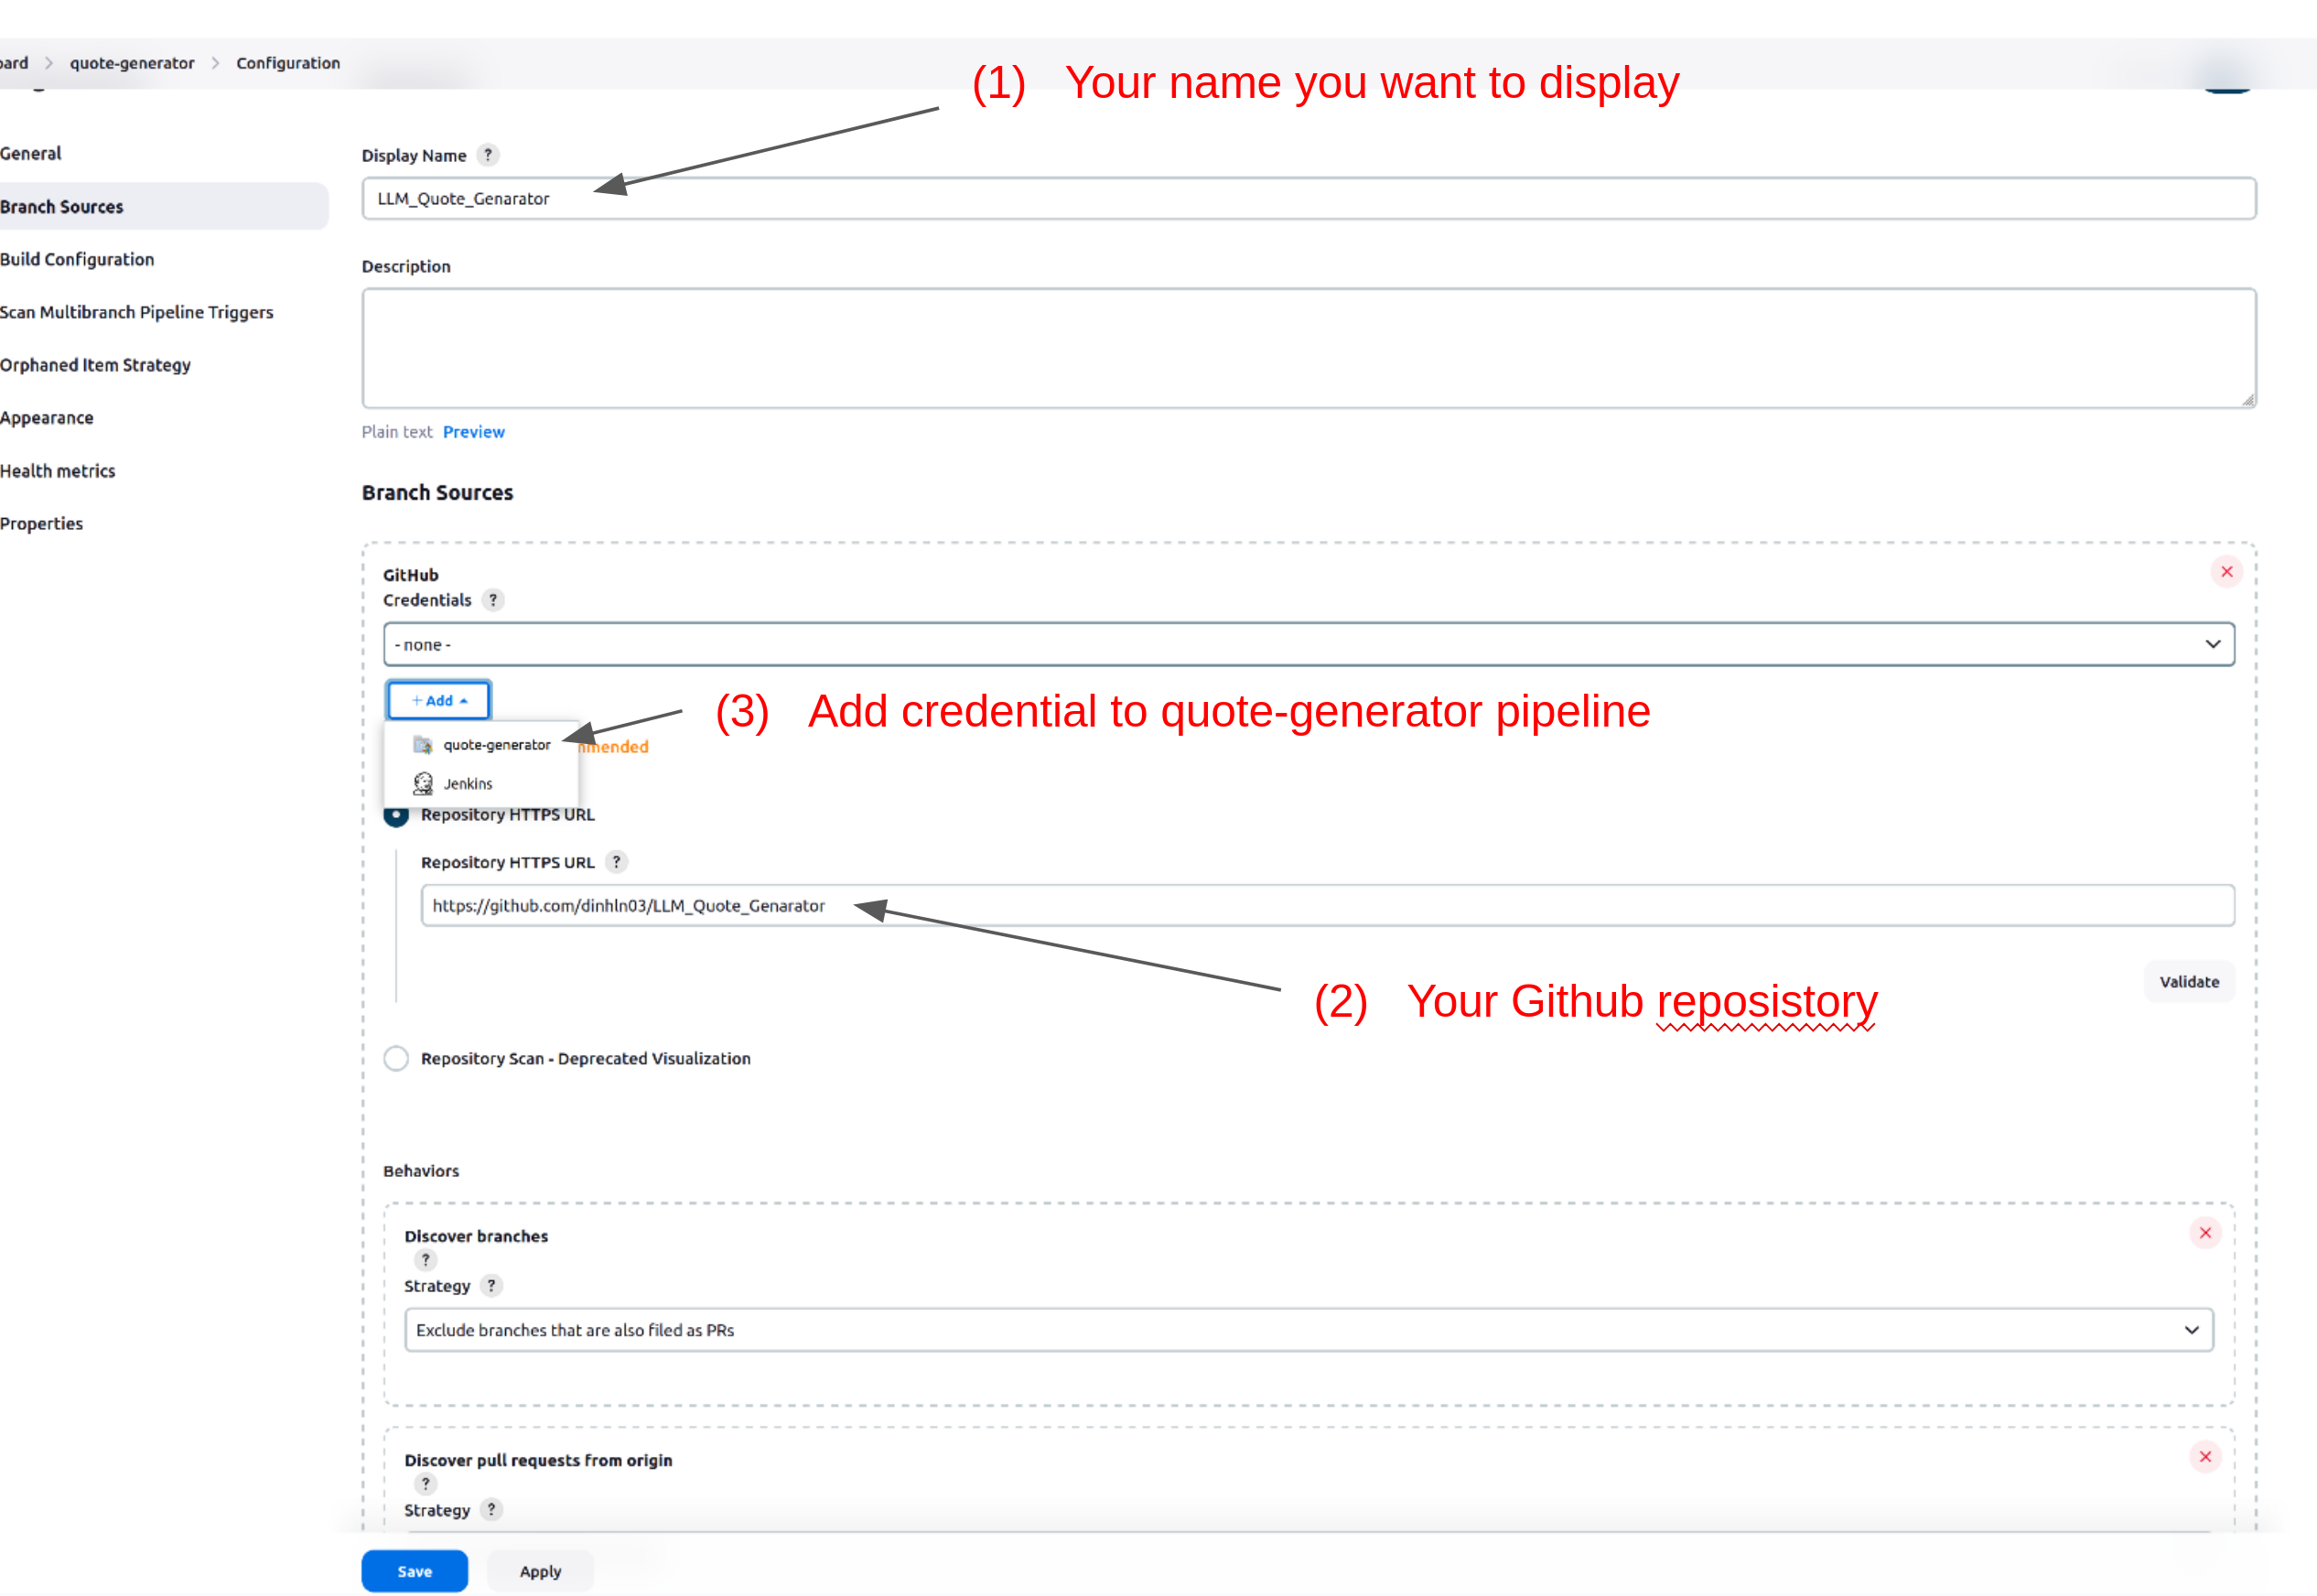 quote-generator > Configuration
(1) Your name you want to display
General
Branch Sources
Build Configuration
Scan Multibranch Pipeline Triggers
Orphaned Item Strategy
Appearance
Health metrics
Properties
Display Name ?
LLM_Quote_Genarator
Description
Plain text Preview
Branch Sources
GitHub
Credentials ?
- none -
+ Add
(3) Add credential to quote-generator pipeline
quote-generator
Jenkins
Repository HTTPS URL
Repository HTTPS URL ?
https://github.com/dinhln03/LLM_Quote_Genarator
Validate
(2) Your Github reposistory
Repository Scan - Deprecated Visualization
Behaviors
Discover branches
?
Strategy ?
Exclude branches that are also filed as PRs
Discover pull requests from origin
?
Strategy ?
Save Apply